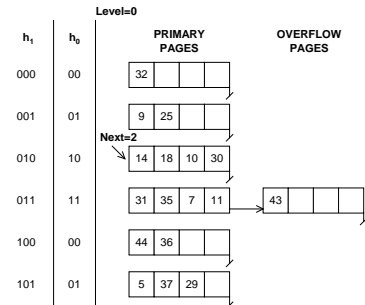 Level=0
h1 h0 PRIMARY PAGES OVERFLOW PAGES
000 00 32
001 01 9 25
Next=2
010 10 14 18 10 30
011 11 31 35 7 11 43
100 00 44 36
101 01 5 37 29